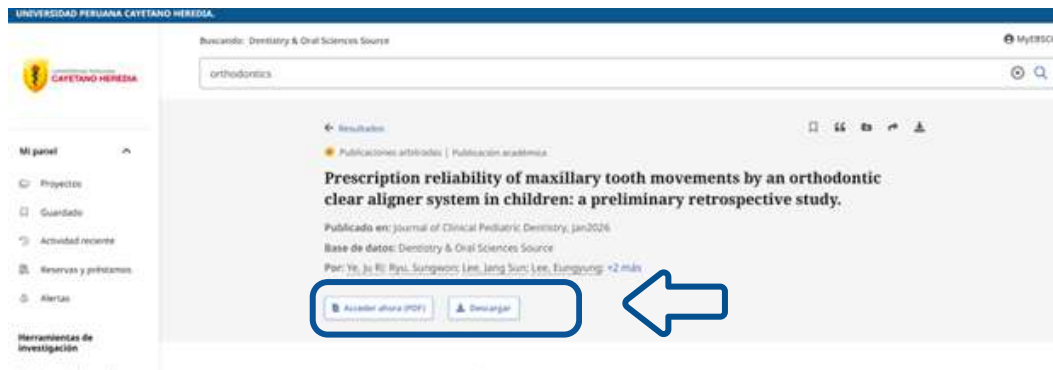 UNIVERSIDAD PERUANA CAYETANO HEREDIA.
Buscando: Dentistry & Oral Sciences Source
MyEBSCO
CAYETANO HEREDIA
orthodontics
Resultados
Mi panel
Publicaciones arbitradas | Publicación académica
Proyectos
Prescription reliability of maxillary tooth movements by an orthodontic
clear aligner system in children: a preliminary retrospective study.
Guardado
Publicado en: Journal of Clinical Pediatric Dentistry, Jan2026
Actividad reciente
Base de datos: Dentistry & Oral Sciences Source
Reservas y préstamos
Por: Ye, Ju Ri; Ryu, Sungwon; Lee, Jang Sun; Lee, Eungyung; +2 más
Alertas
Acceder ahora (PDF)
Descargar
Herramientas de
investigación